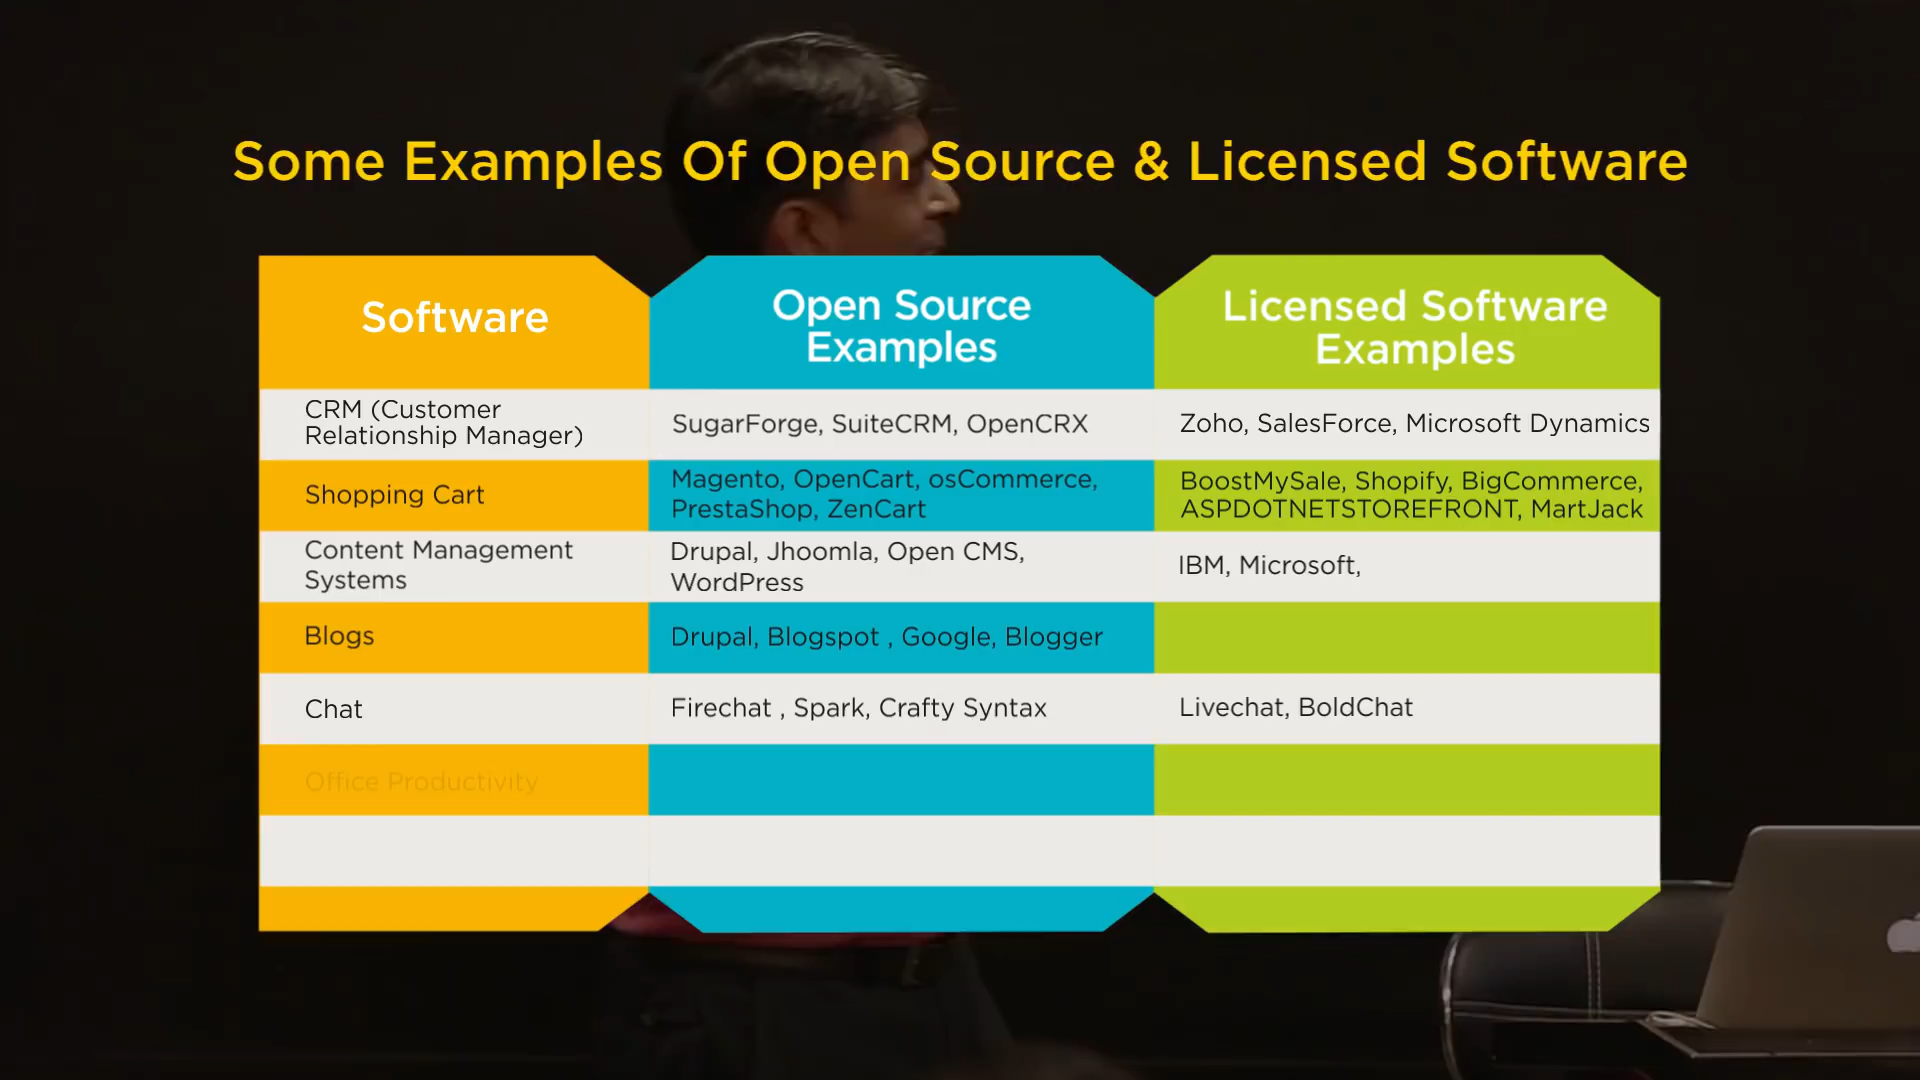 Some Examples Of Open Source & Licensed Software
Software
Open Source
Examples
Licensed Software
Examples
CRM (Customer
Relationship Manager)
SugarForge, SuiteCRM, OpenCRX
Zoho, SalesForce, Microsoft Dynamics
Shopping Cart
Magento, OpenCart, osCommerce,
PrestaShop, ZenCart
BoostMySale, Shopify, BigCommerce,
ASPDOTNETSTOREFRONT, MartJack
Content Management
Systems
Drupal, Jhoomla, Open CMS,
WordPress
IBM, Microsoft,
Blogs
Drupal, Blogspot , Google, Blogger
Chat
Firechat , Spark, Crafty Syntax
Livechat, BoldChat
Office Productivity